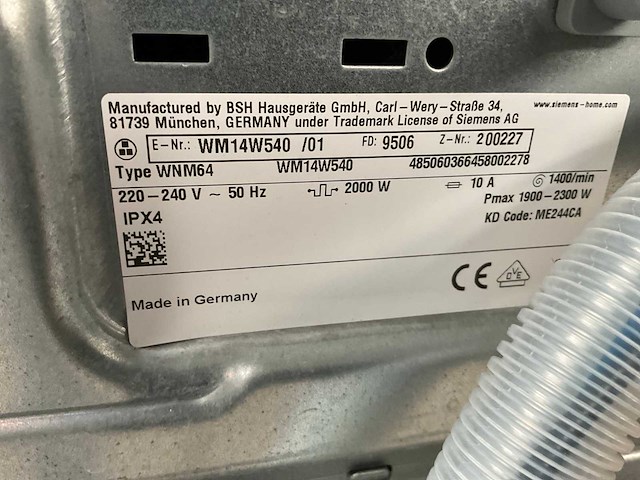 Manufactured by BSH Hausgeräte GmbH, Carl-Wery-Straße 34,
www.siemens-home.com
81739 München, GERMANY under Trademark License of Siemens AG
E-Nr: WM14W540 /01 FD: 9506 Z-Nr: 200227
Type WNM64 WM14W540 485060366458002278
220-240 V ~ 50 Hz 2000 W 10 A 1400/min
Pmax 1900-2300 W
IPX4 KD Code: ME244CA
CE VDE
Made in Germany